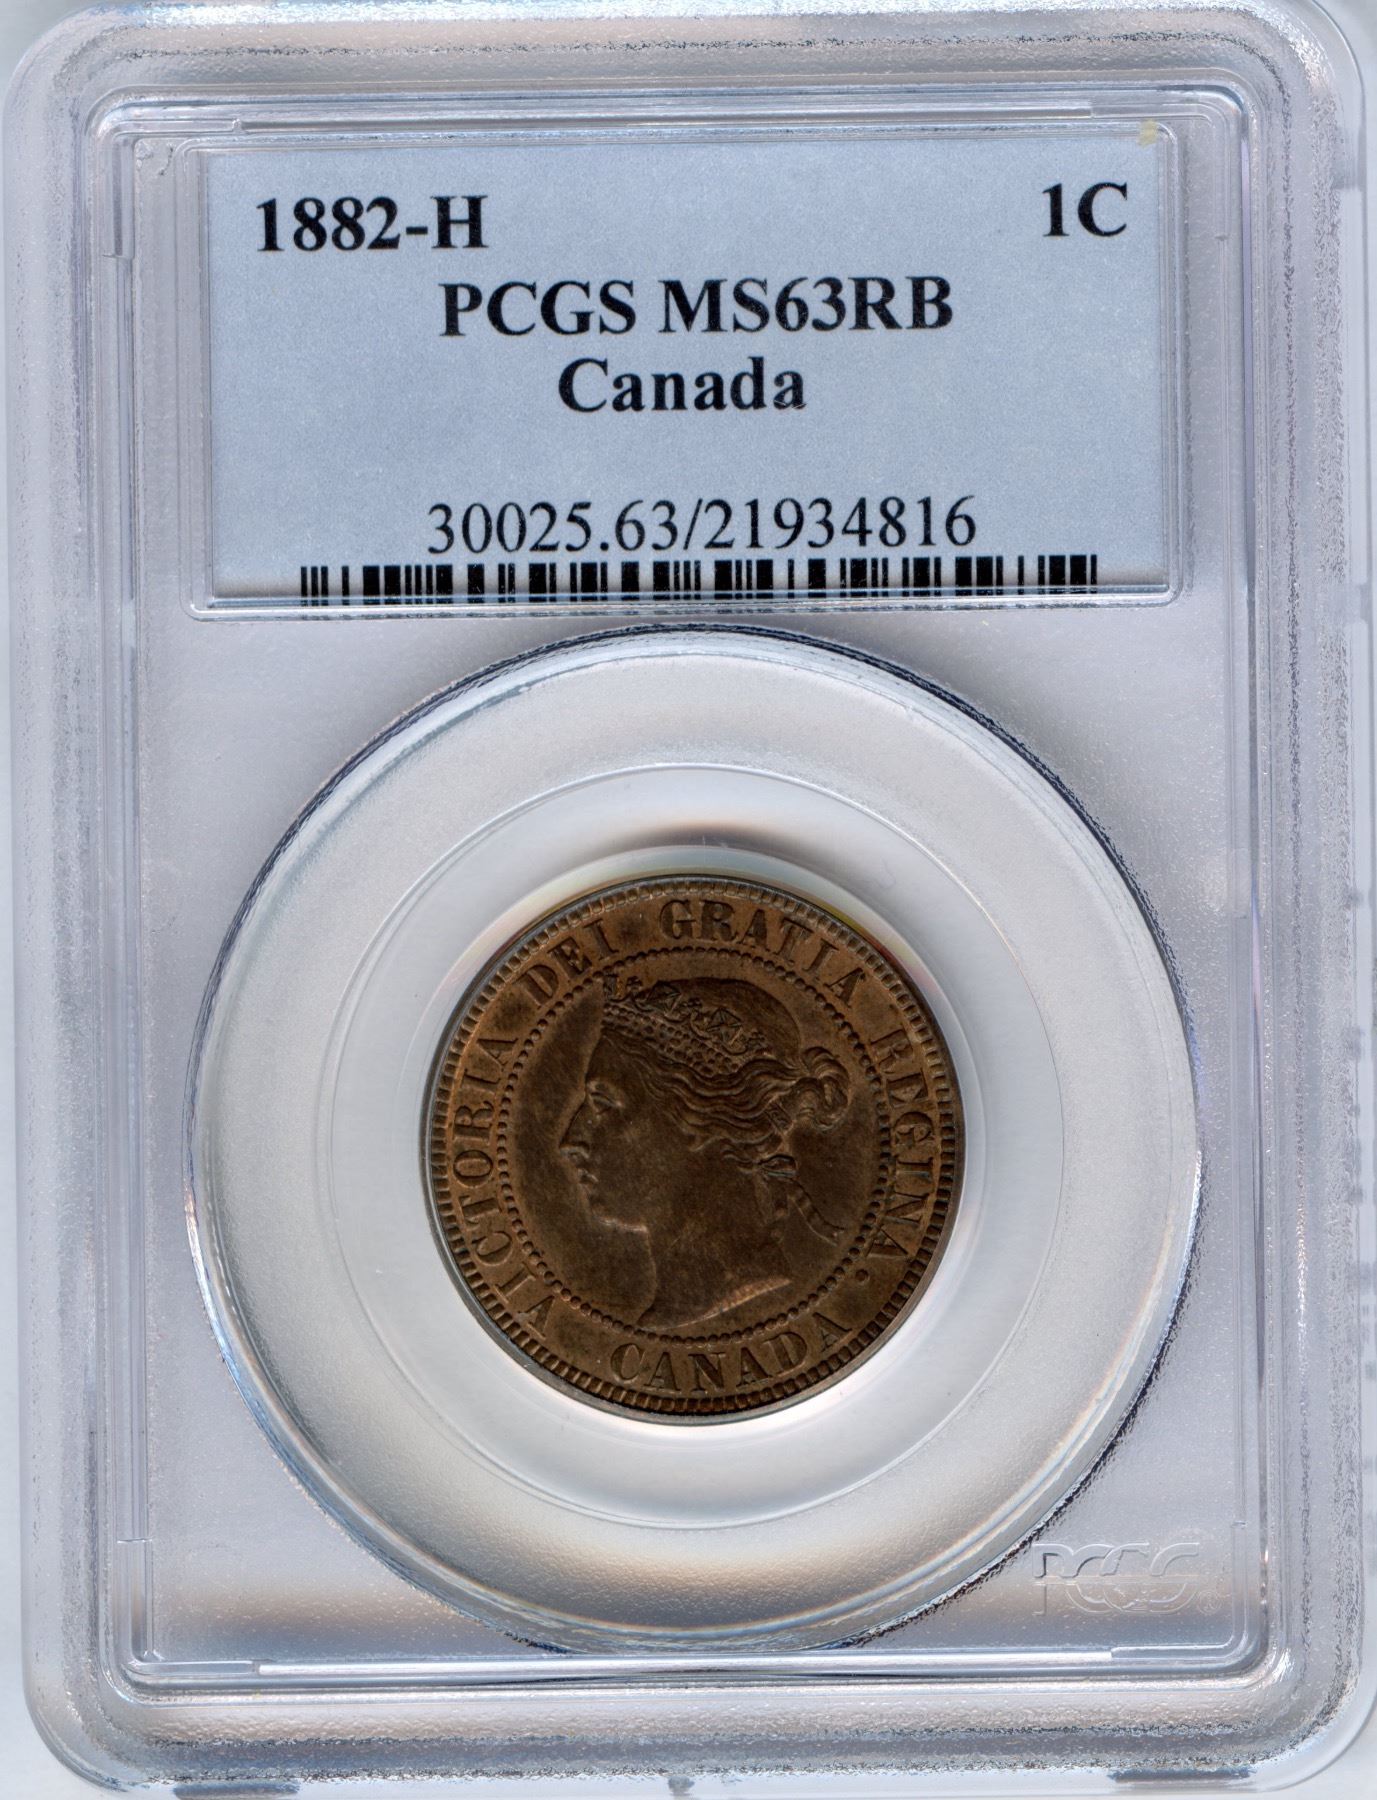 1882-H 1C
PCGS MS63RB
Canada
30025.63/21934816
VICTORIA DEI GRATIA REGINA.
CANADA
PCGS